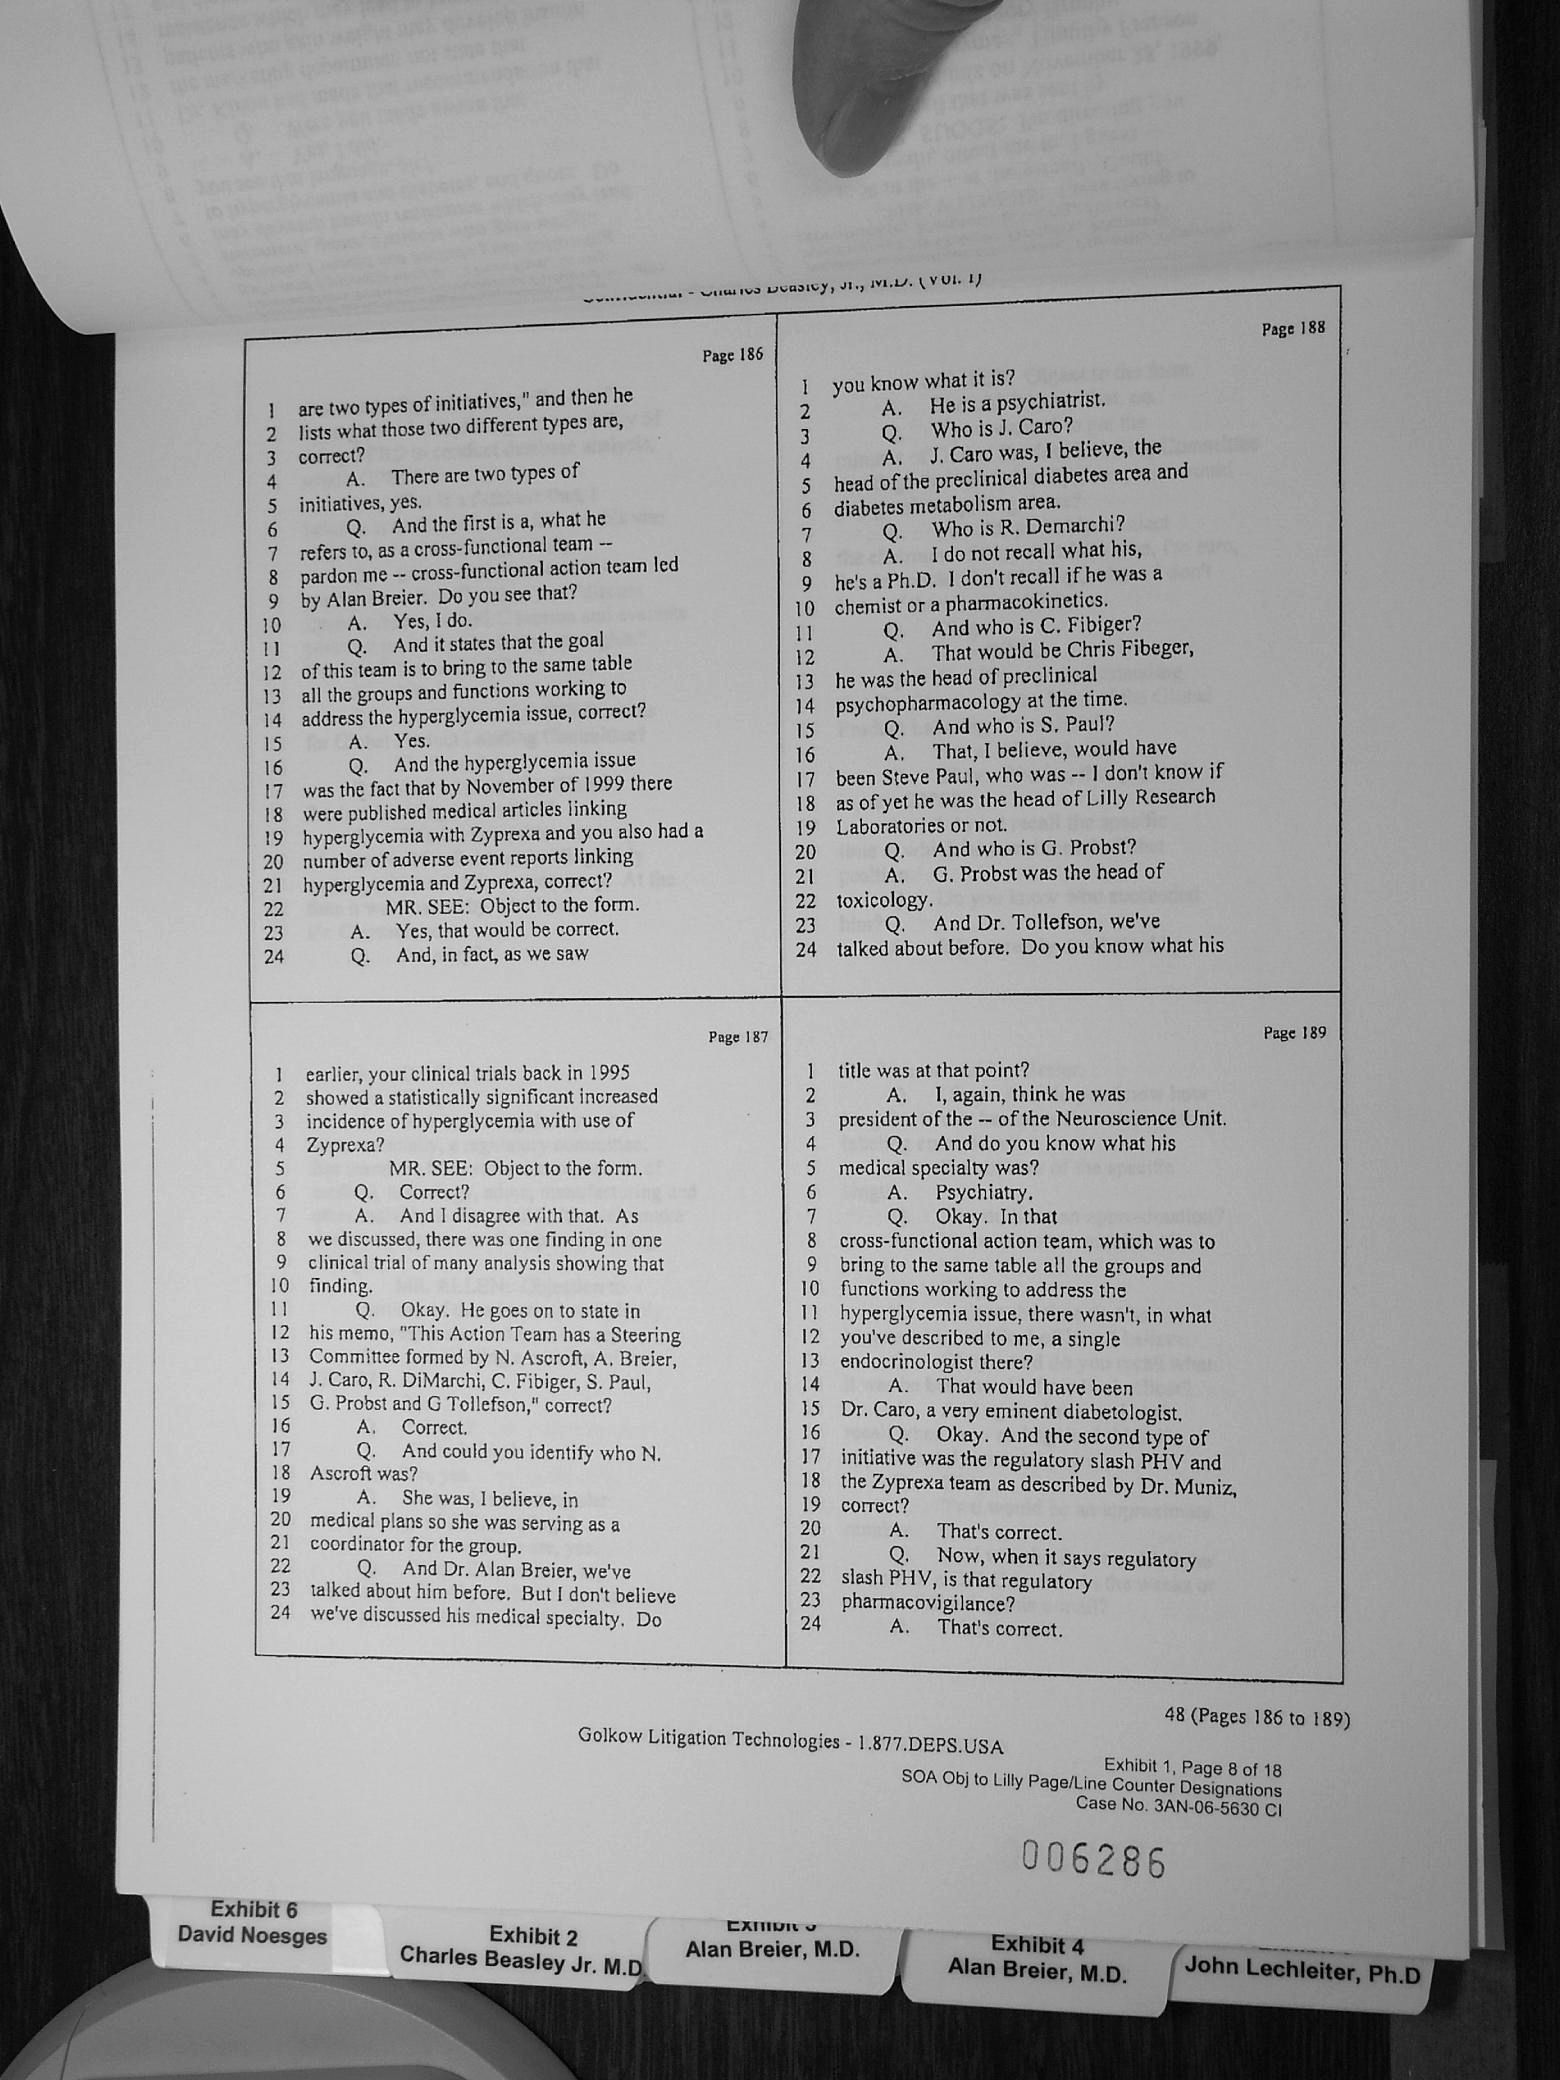 Confidential - Charles Beasley, Jr., M.D. (Vol. 1)
Page 186
1 are two types of initiatives," and then he
2 lists what those two different types are,
3 correct?
4 A. There are two types of
5 initiatives, yes.
6 Q. And the first is a, what he
7 refers to, as a cross-functional team --
8 pardon me -- cross-functional action team led
9 by Alan Breier. Do you see that?
10 A. Yes, I do.
11 Q. And it states that the goal
12 of this team is to bring to the same table
13 all the groups and functions working to
14 address the hyperglycemia issue, correct?
15 A. Yes.
16 Q. And the hyperglycemia issue
17 was the fact that by November of 1999 there
18 were published medical articles linking
19 hyperglycemia with Zyprexa and you also had a
20 number of adverse event reports linking
21 hyperglycemia and Zyprexa, correct?
22 MR. SEE: Object to the form.
23 A. Yes, that would be correct.
24 Q. And, in fact, as we saw
Page 187
1 earlier, your clinical trials back in 1995
2 showed a statistically significant increased
3 incidence of hyperglycemia with use of
4 Zyprexa?
5 MR. SEE: Object to the form.
6 Q. Correct?
7 A. And I disagree with that. As
8 we discussed, there was one finding in one
9 clinical trial of many analysis showing that
10 finding.
11 Q. Okay. He goes on to state in
12 his memo, "This Action Team has a Steering
13 Committee formed by N. Ascroft, A. Breier,
14 J. Caro, R. DiMarchi, C. Fibiger, S. Paul,
15 G. Probst and G Tollefson," correct?
16 A. Correct.
17 Q. And could you identify who N.
18 Ascroft was?
19 A. She was, I believe, in
20 medical plans so she was serving as a
21 coordinator for the group.
22 Q. And Dr. Alan Breier, we've
23 talked about him before. But I don't believe
24 we've discussed his medical specialty. Do
Page 188
1 you know what it is?
2 A. He is a psychiatrist.
3 Q. Who is J. Caro?
4 A. J. Caro was, I believe, the
5 head of the preclinical diabetes area and
6 diabetes metabolism area.
7 Q. Who is R. Demarchi?
8 A. I do not recall what his,
9 he's a Ph.D. I don't recall if he was a
10 chemist or a pharmacokinetics.
11 Q. And who is C. Fibiger?
12 A. That would be Chris Fibeger,
13 he was the head of preclinical
14 psychopharmacology at the time.
15 Q. And who is S. Paul?
16 A. That, I believe, would have
17 been Steve Paul, who was -- I don't know if
18 as of yet he was the head of Lilly Research
19 Laboratories or not.
20 Q. And who is G. Probst?
21 A. G. Probst was the head of
22 toxicology.
23 Q. And Dr. Tollefson, we've
24 talked about before. Do you know what his
Page 189
1 title was at that point?
2 A. I, again, think he was
3 president of the -- of the Neuroscience Unit.
4 Q. And do you know what his
5 medical specialty was?
6 A. Psychiatry.
7 Q. Okay. In that
8 cross-functional action team, which was to
9 bring to the same table all the groups and
10 functions working to address the
11 hyperglycemia issue, there wasn't, in what
12 you've described to me, a single
13 endocrinologist there?
14 A. That would have been
15 Dr. Caro, a very eminent diabetologist.
16 Q. Okay. And the second type of
17 initiative was the regulatory slash PHV and
18 the Zyprexa team as described by Dr. Muniz,
19 correct?
20 A. That's correct.
21 Q. Now, when it says regulatory
22 slash PHV, is that regulatory
23 pharmacovigilance?
24 A. That's correct.
48 (Pages 186 to 189)
Golkow Litigation Technologies - 1.877.DEPS.USA
Exhibit 1, Page 8 of 18
SOA Obj to Lilly Page/Line Counter Designations
Case No. 3AN-06-5630 CI
006286
Exhibit 6
David Noesges
Exhibit 2
Charles Beasley Jr. M.D
Exhibit
Alan Breier, M.D.
Exhibit 4
Alan Breier, M.D.
John Lechleiter, Ph.D